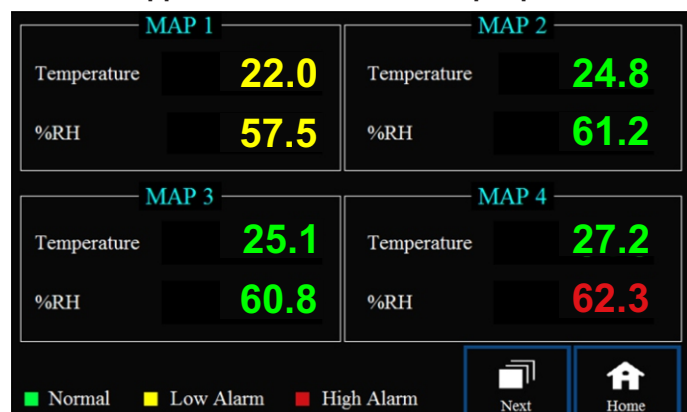 MAP 1
Temperature 22.0
%RH 57.5
MAP 2
Temperature 24.8
%RH 61.2
MAP 3
Temperature 25.1
%RH 60.8
MAP 4
Temperature 27.2
%RH 62.3
Normal Low Alarm High Alarm
Next
Home